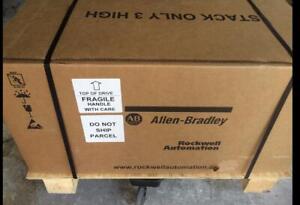 STACK ONLY 3 HIGH
TOP OF DRIVE
FRAGILE
HANDLE
WITH CARE
DO NOT
SHIP
PARCEL
AB
Allen-Bradley
Rockwell
Automation
www.rockwellautomation.